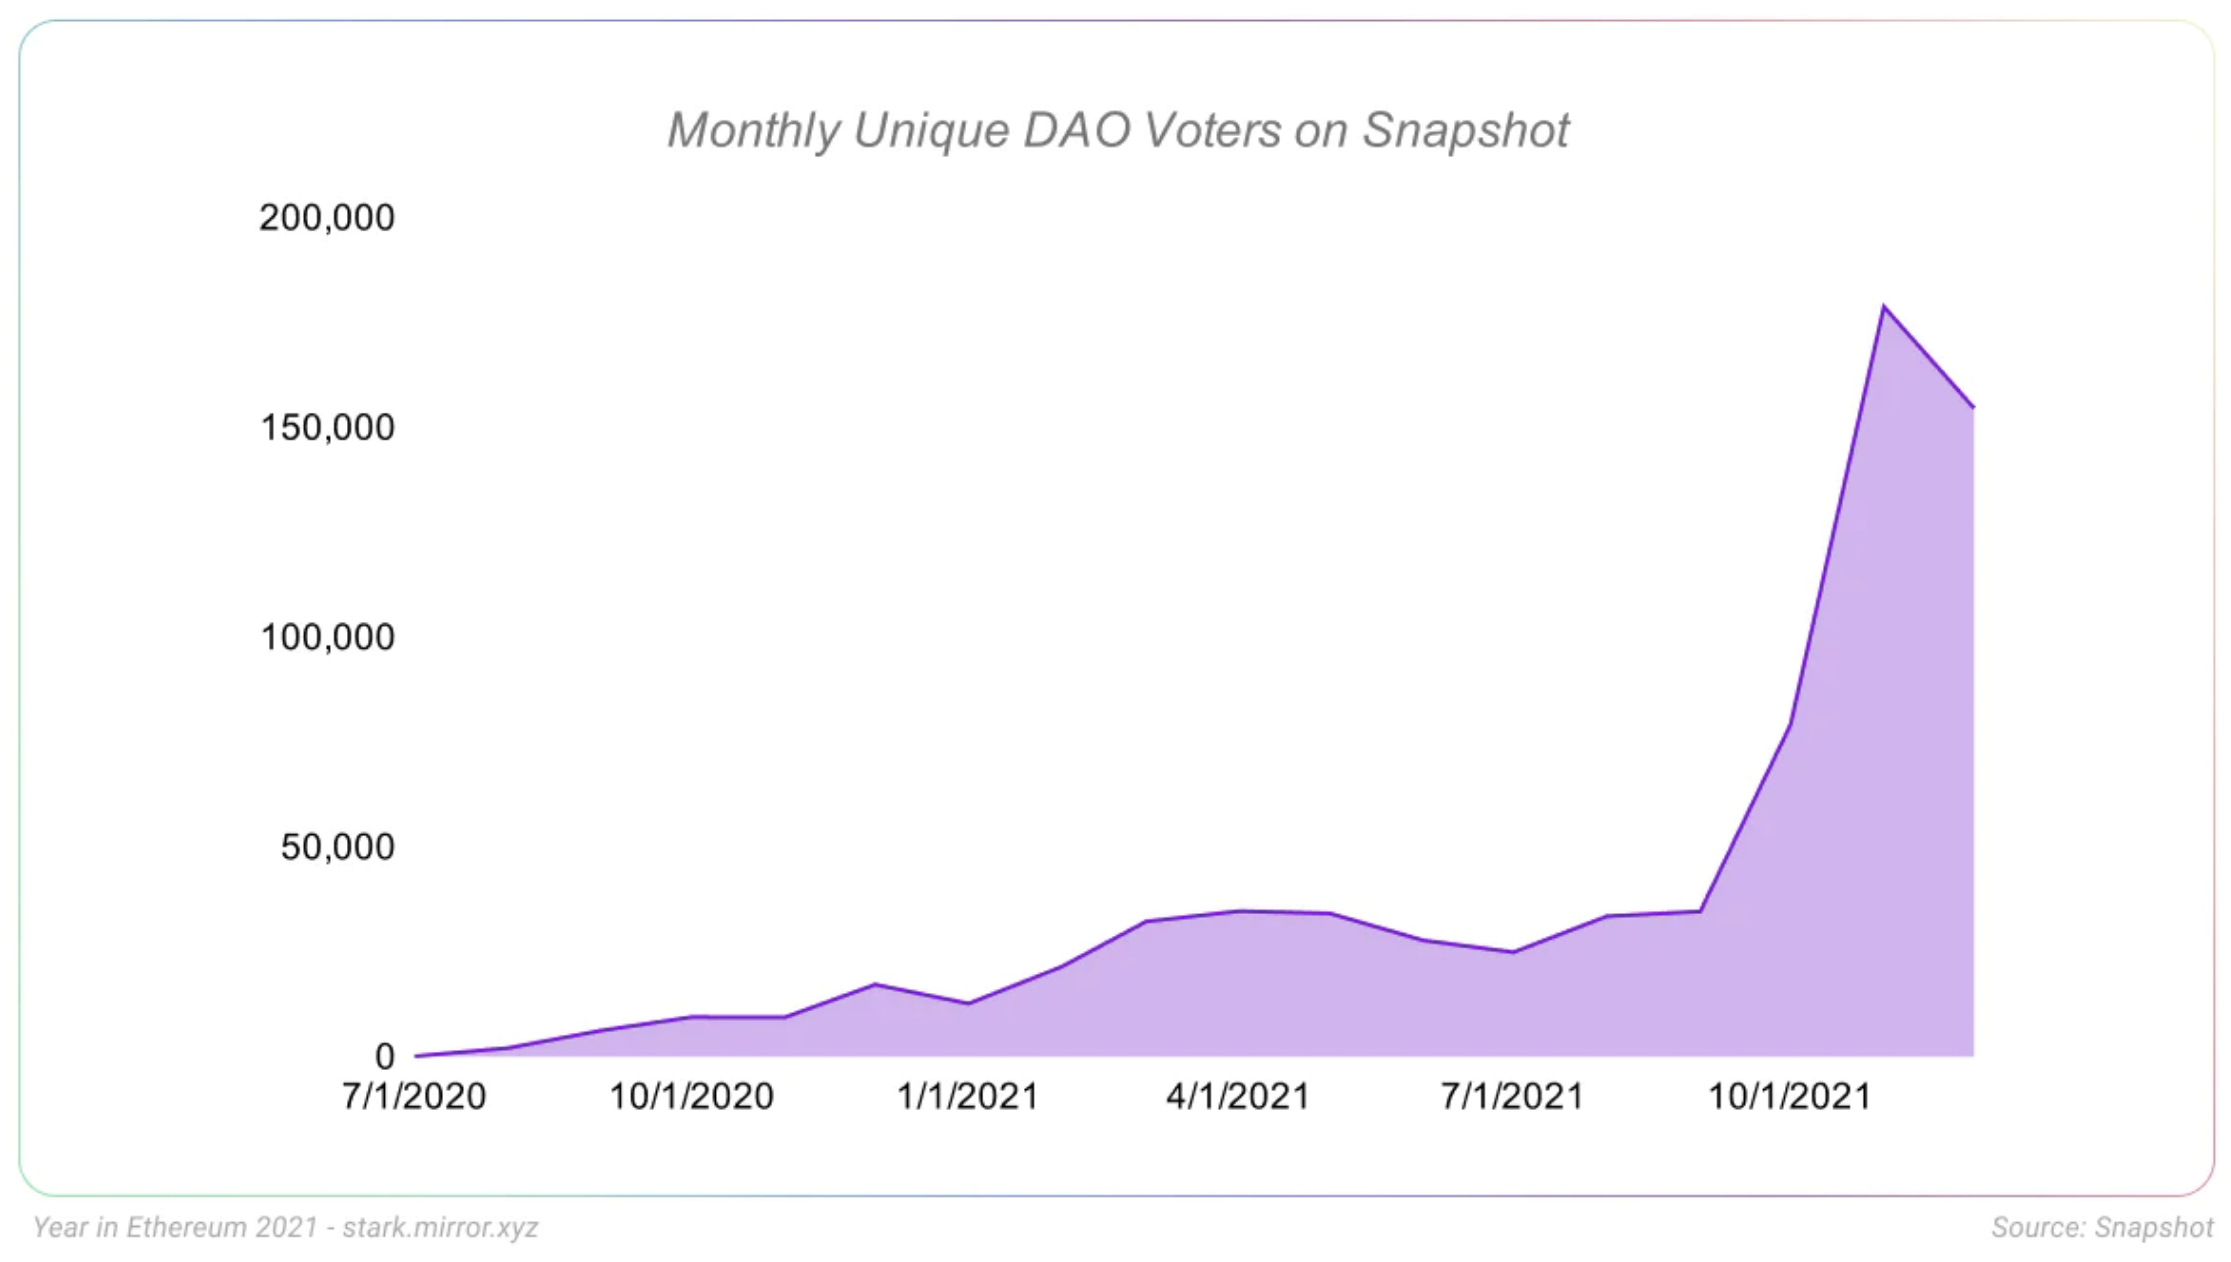 Monthly Unique DAO Voters on Snapshot
200,000
150,000
100,000
50,000
0
7/1/2020 10/1/2020 1/1/2021 4/1/2021 7/1/2021 10/1/2021
Year in Ethereum 2021 - stark.mirror.xyz
Source: Snapshot